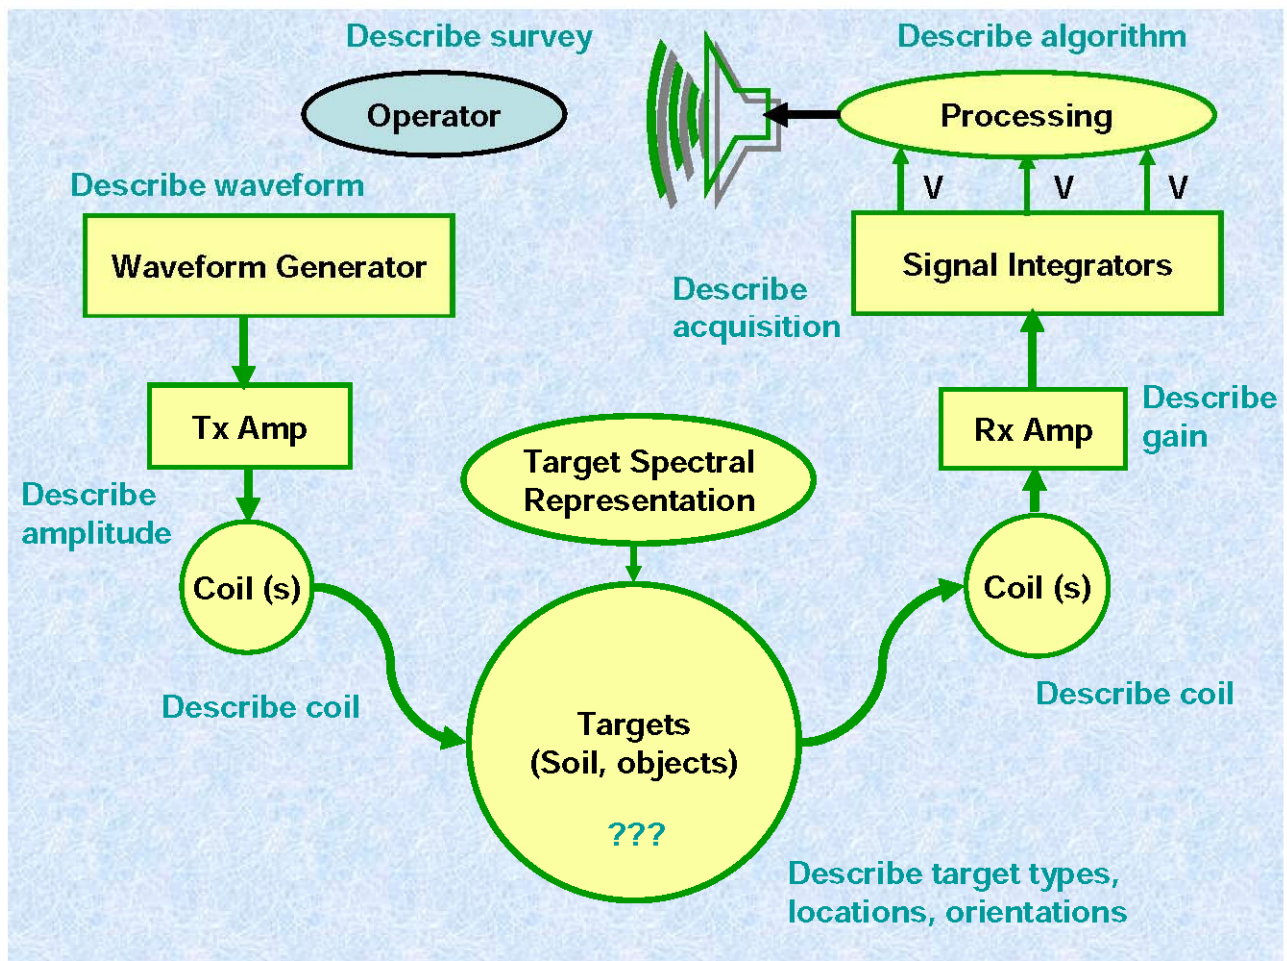 Describe survey
Describe algorithm
Operator
Processing
Describe waveform
V
V
V
Waveform Generator
Signal Integrators
Describe
acquisition
Tx Amp
Rx Amp
Describe
gain
Target Spectral
Representation
Describe
amplitude
Coil (s)
Coil (s)
Describe coil
Describe coil
Targets
(Soil, objects)
???
Describe target types,
locations, orientations